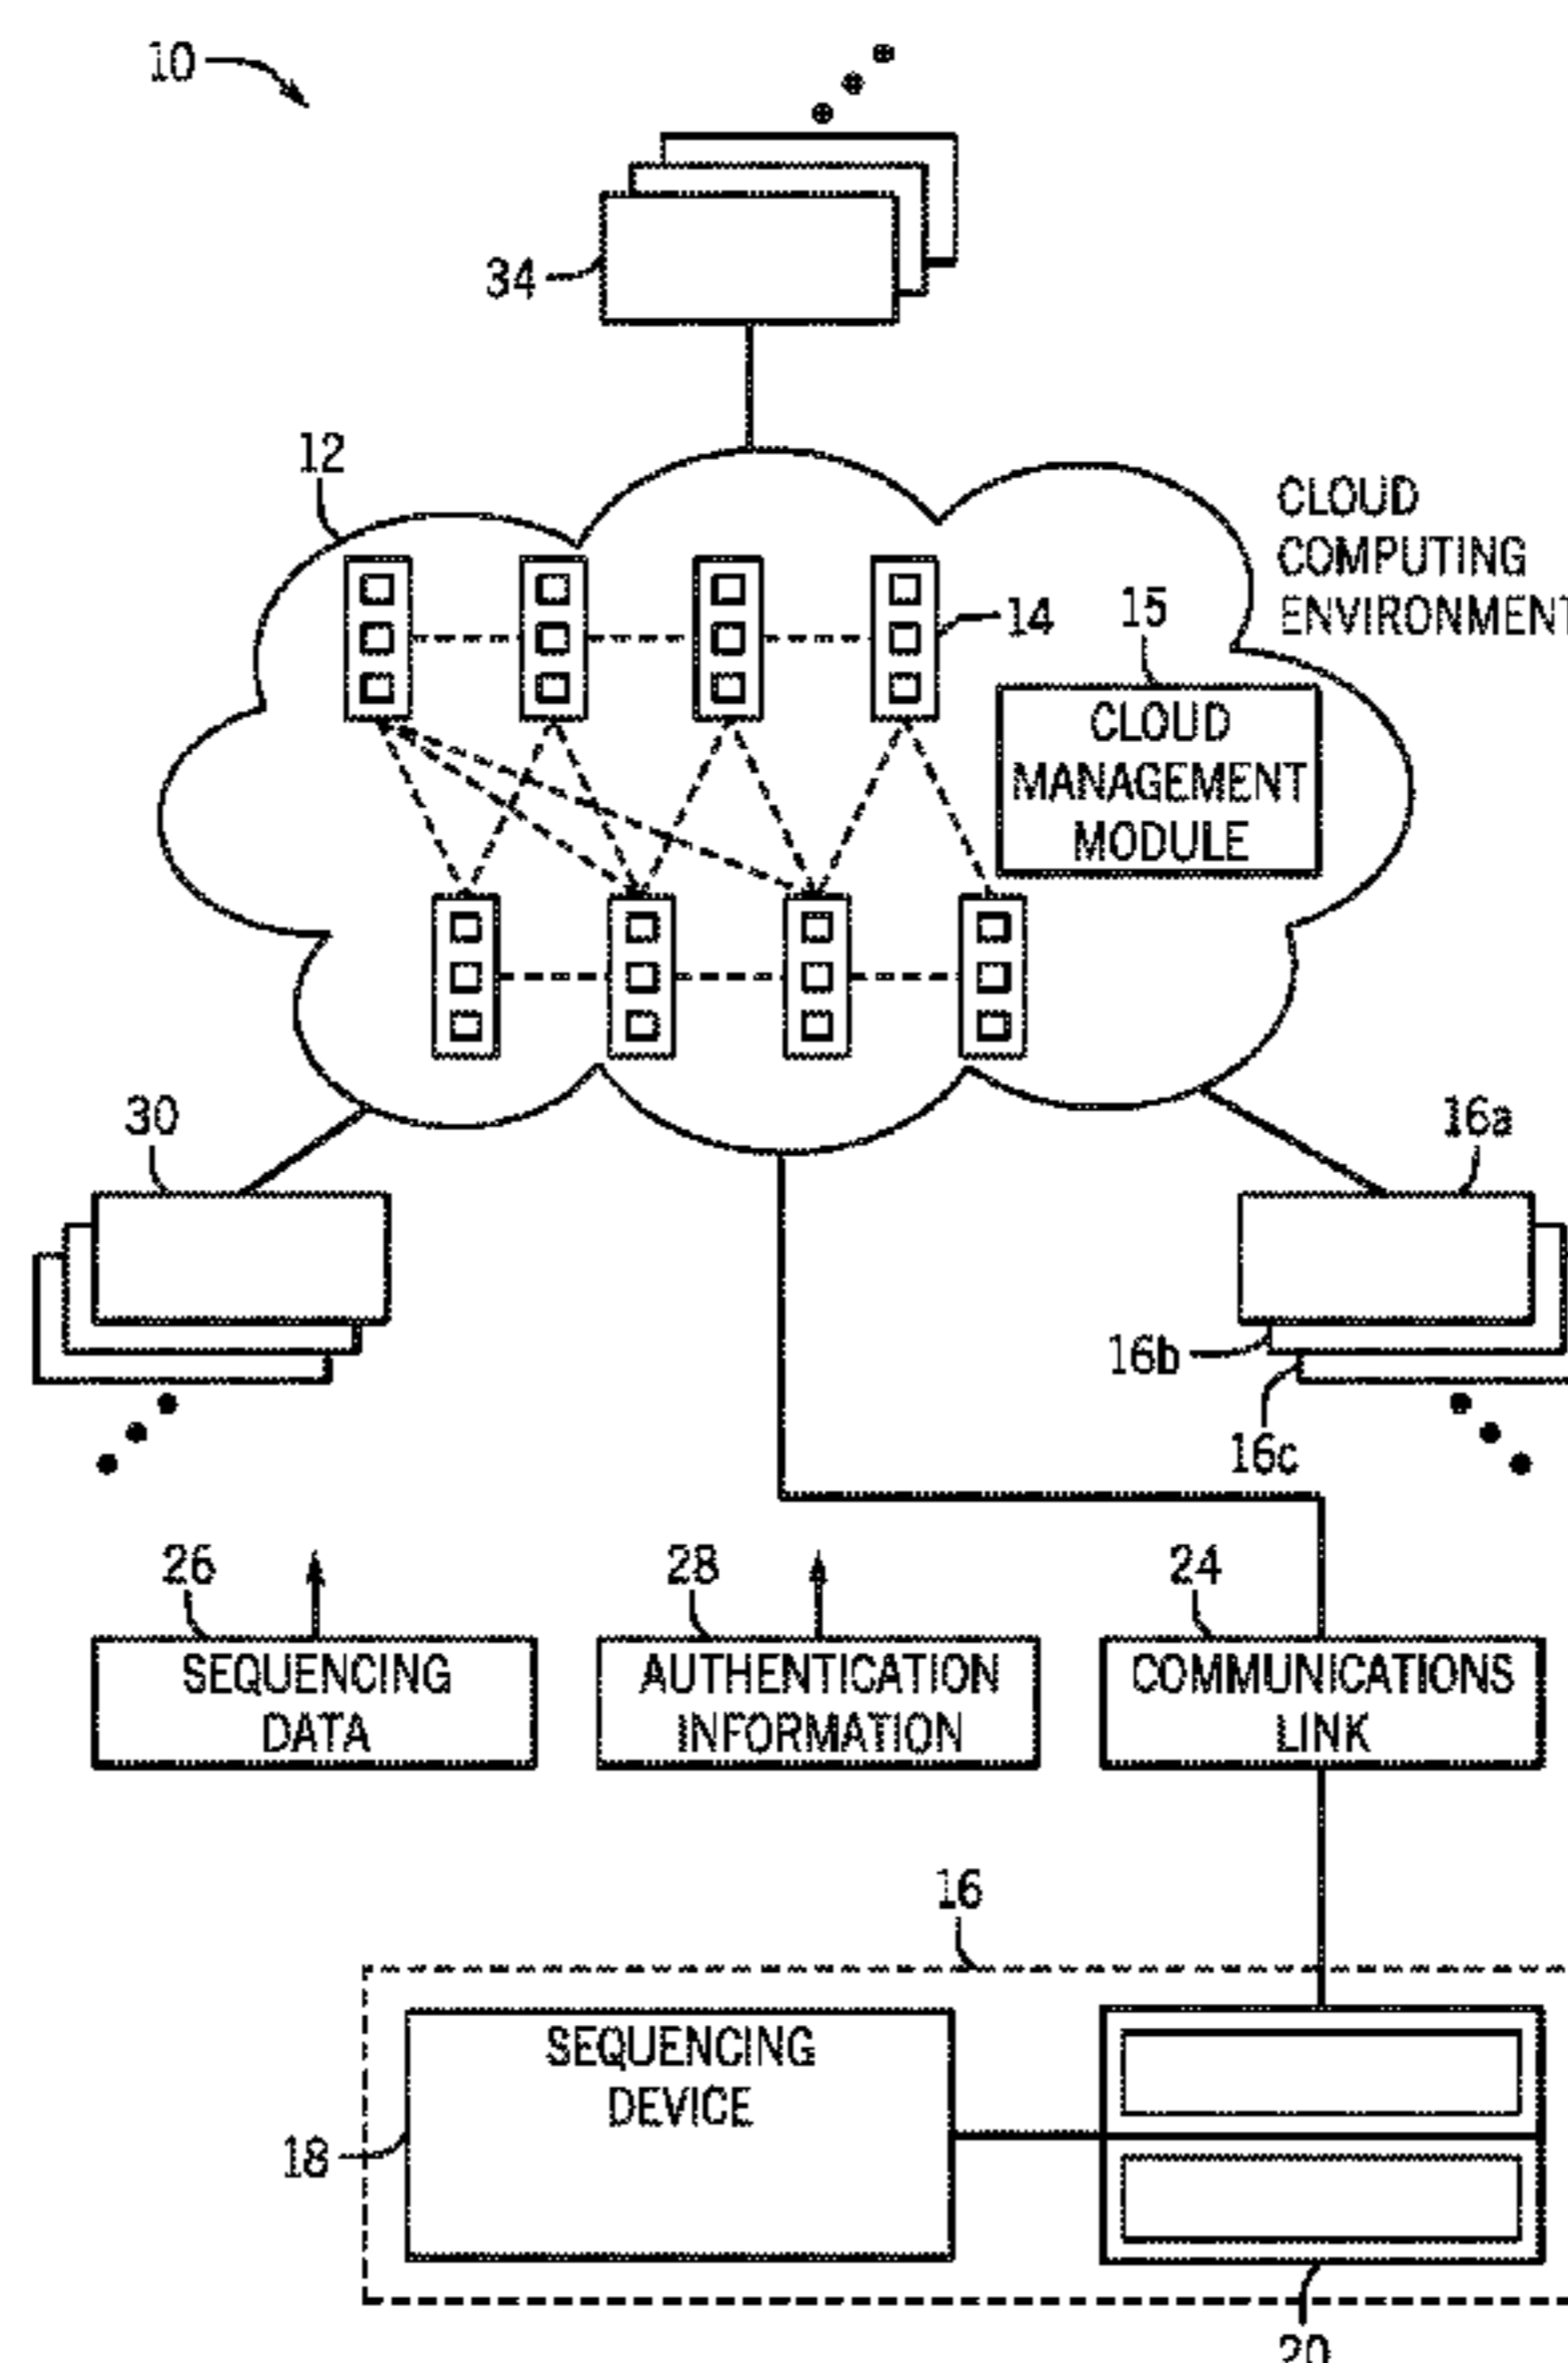 10
34
12
CLOUD
COMPUTING
ENVIRONMENT
14
15
CLOUD
MANAGEMENT
MODULE
30
16a
16b
16c
26
28
24
SEQUENCING
DATA
AUTHENTICATION
INFORMATION
COMMUNICATIONS
LINK
16
SEQUENCING
DEVICE
18
20